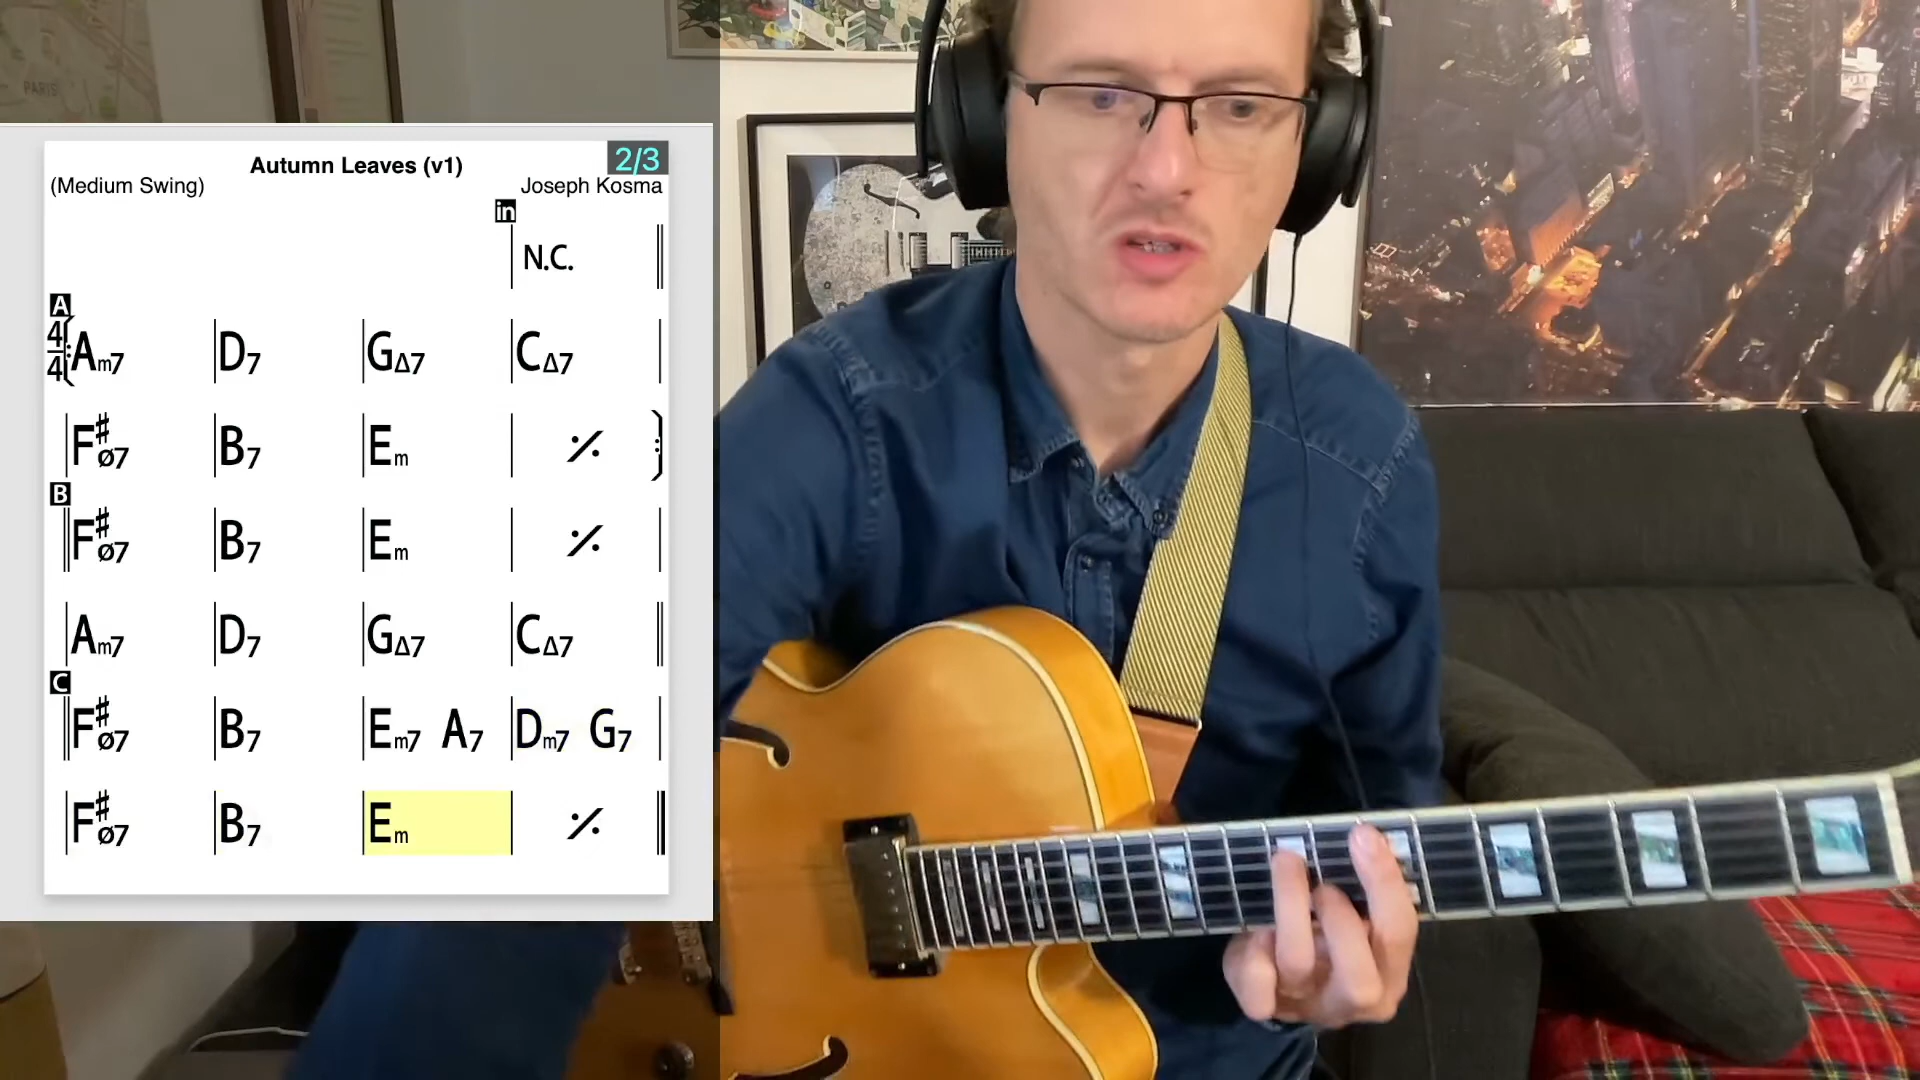 PARIS
Autumn Leaves (v1)
2/3
(Medium Swing)
Joseph Kosma
in
N.C.
A
4/4
Am7 D7 GΔ7 CΔ7
F#ø7 B7 Em ٪
B
F#ø7 B7 Em ٪
Am7 D7 GΔ7 CΔ7
C
F#ø7 B7 Em7 A7 Dm7 G7
F#ø7 B7 Em ٪